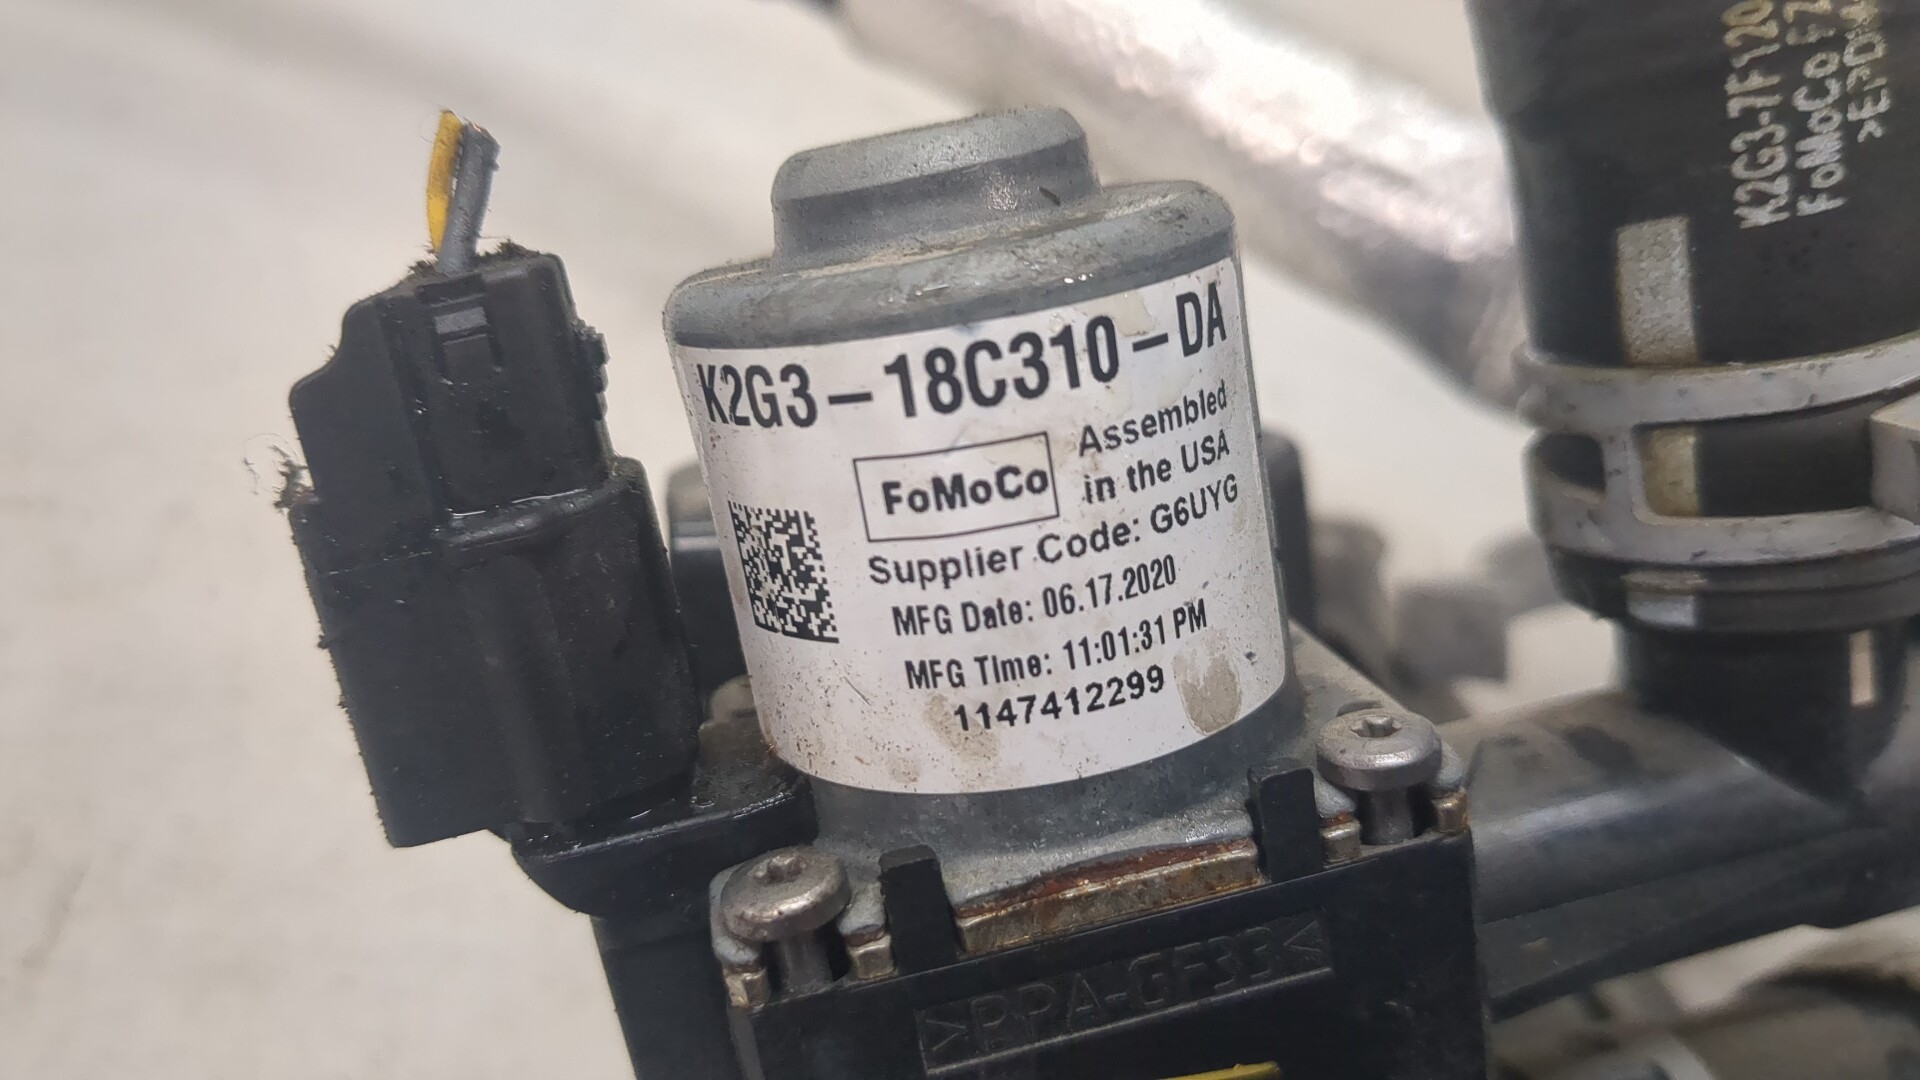 K2G3-18C310-DA
FoMoCo
Assembled
in the USA
Supplier Code: G6UYG
MFG Date: 06.17.2020
MFG Time: 11:01:31 PM
1147412299
>PPA-GF33<
K2G3-7F120
FoMoCo